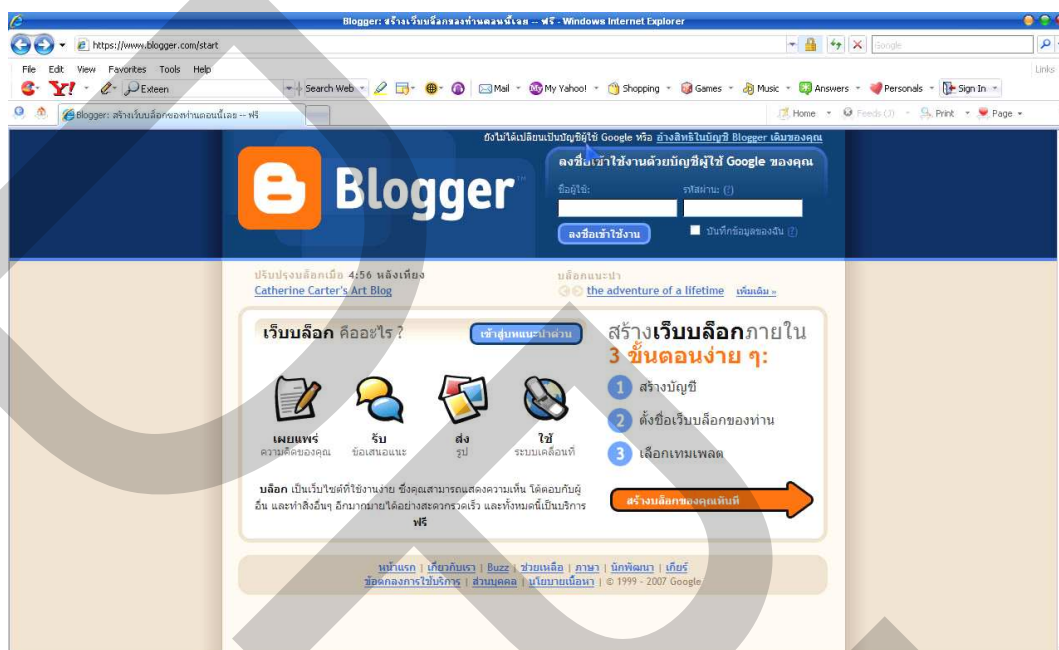 Blogger: สร้างเว็บบล็อกของท่านตอนนี้เลย -- ฟรี - Windows Internet Explorer
https://www.blogger.com/start
Google
File Edit View Favorites Tools Help
Links
Y! Exteen Search Web Mail My Yahoo! Shopping Games Music Answers Personals Sign In
Blogger: สร้างเว็บบล็อกของท่านตอนนี้เลย -- ฟรี
Home Feeds (J) Print Page
ยังไม่ได้เปลี่ยนเป็นบัญชีผู้ใช้ Google หรือ อ้างสิทธิในบัญชี Blogger เดิมของคุณ
ลงชื่อเข้าใช้งานด้วยบัญชีผู้ใช้ Google ของคุณ
Blogger™
ชื่อผู้ใช้: รหัสผ่าน: (?)
ลงชื่อเข้าใช้งาน บันทึกข้อมูลของฉัน (?)
ปรับปรุงบล็อกเมื่อ 4:56 หลังเที่ยง
Catherine Carter's Art Blog
บล็อกแนะนำ
the adventure of a lifetime เพิ่มเติม »
เว็บบล็อก คืออะไร ?
เข้าสู่บทแนะนำด่วน
เผยแพร่ รับ ส่ง ใช้
ความคิดของคุณ ข้อเสนอแนะ รูป ระบบเคลื่อนที่
บล็อก เป็นเว็บไซต์ที่ใช้งานง่าย ซึ่งคุณสามารถแสดงความเห็น โต้ตอบกับผู้
อื่น และทำสิ่งอื่นๆ อีกมากมายได้อย่างสะดวกรวดเร็ว และทั้งหมดนี้เป็นบริการ
ฟรี
สร้างเว็บบล็อกภายใน
3 ขั้นตอนง่าย ๆ:
1 สร้างบัญชี
2 ตั้งชื่อเว็บบล็อกของท่าน
3 เลือกเทมเพลต
สร้างบล็อกของคุณทันที
หน้าแรก | เกี่ยวกับเรา | Buzz | ช่วยเหลือ | ภาษา | นักพัฒนา | เกียร์
ข้อตกลงการใช้บริการ | ส่วนบุคคล | นโยบายเนื้อหา | © 1999 - 2007 Google